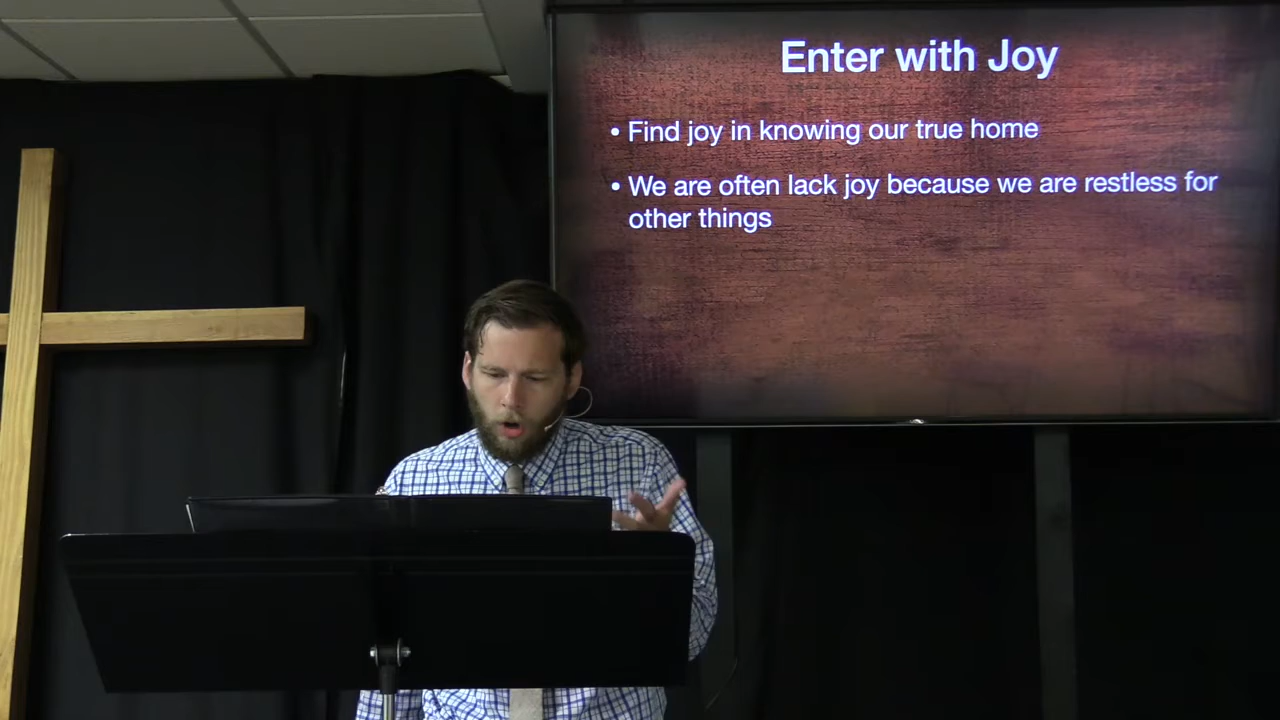 Enter with Joy
• Find joy in knowing our true home
• We are often lack joy because we are restless for
other things